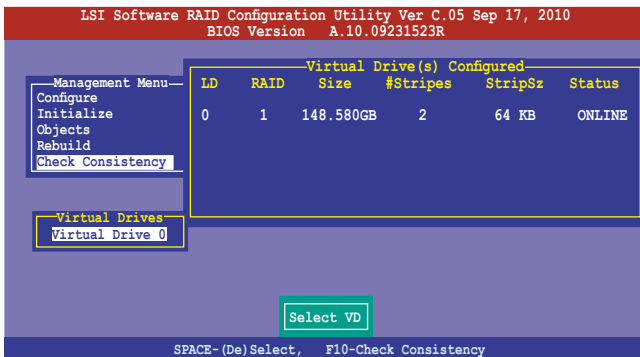 LSI Software RAID Configuration Utility Ver C.05 Sep 17, 2010
BIOS Version A.10.09231523R
Virtual Drive(s) Configured
LD RAID Size #Stripes StripSz Status
0 1 148.580GB 2 64 KB ONLINE
Management Menu
Configure
Initialize
Objects
Rebuild
Check Consistency
Virtual Drives
Virtual Drive 0
Select VD
SPACE-(De)Select, F10-Check Consistency